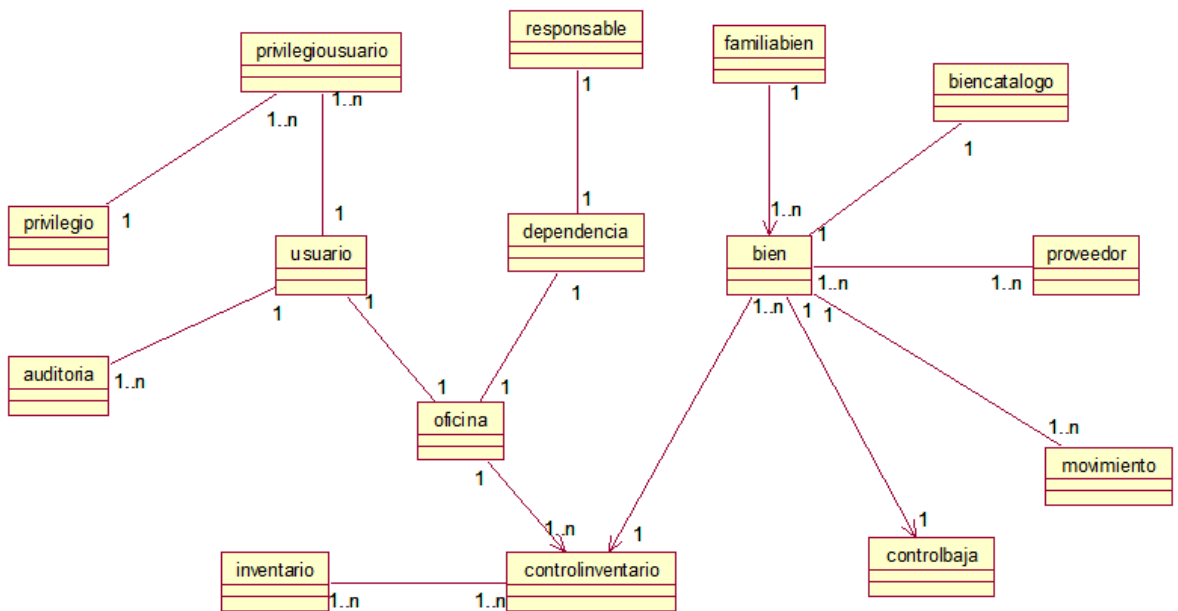 responsable
familiabien
privilegiousuario
biencatalogo
1
1
1..n
1..n
1
privilegio
1
1
1
1..n
dependencia
usuario
bien
proveedor
1
1
1
1
1..n
1..n
1..n
1
1
auditoria
1..n
1
1
oficina
1..n
movimiento
1
1..n
1
1
inventario
controlinventario
controlbaja
1..n
1..n